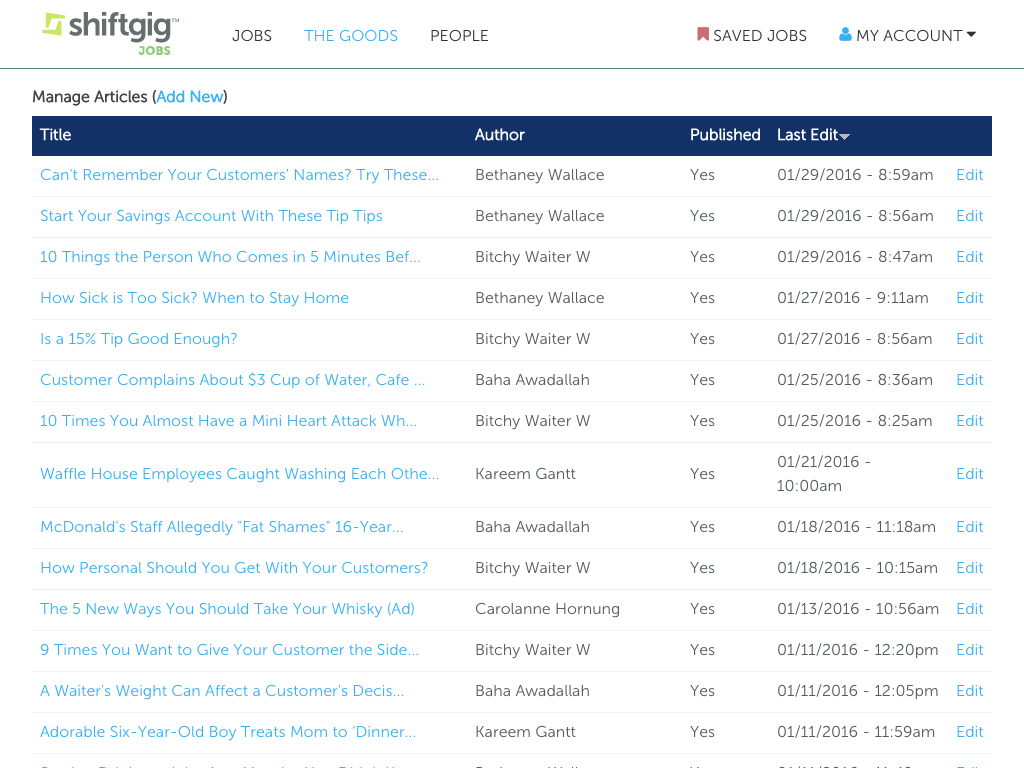 shiftgig™
JOBS
JOBS THE GOODS PEOPLE SAVED JOBS MY ACCOUNT
Manage Articles (Add New)
Title Author Published Last Edit
Can't Remember Your Customers' Names? Try These... Bethaney Wallace Yes 01/29/2016 - 8:59am Edit
Start Your Savings Account With These Tip Tips Bethaney Wallace Yes 01/29/2016 - 8:56am Edit
10 Things the Person Who Comes in 5 Minutes Bef... Bitchy Waiter W Yes 01/29/2016 - 8:47am Edit
How Sick is Too Sick? When to Stay Home Bethaney Wallace Yes 01/27/2016 - 9:11am Edit
Is a 15% Tip Good Enough? Bitchy Waiter W Yes 01/27/2016 - 8:56am Edit
Customer Complains About $3 Cup of Water, Cafe ... Baha Awadallah Yes 01/25/2016 - 8:36am Edit
10 Times You Almost Have a Mini Heart Attack Wh... Bitchy Waiter W Yes 01/25/2016 - 8:25am Edit
Waffle House Employees Caught Washing Each Othe... Kareem Gantt Yes 01/21/2016 - Edit
10:00am
McDonald's Staff Allegedly "Fat Shames" 16-Year... Baha Awadallah Yes 01/18/2016 - 11:18am Edit
How Personal Should You Get With Your Customers? Bitchy Waiter W Yes 01/18/2016 - 10:15am Edit
The 5 New Ways You Should Take Your Whisky (Ad) Carolanne Hornung Yes 01/13/2016 - 10:56am Edit
9 Times You Want to Give Your Customer the Side... Bitchy Waiter W Yes 01/11/2016 - 12:20pm Edit
A Waiter's Weight Can Affect a Customer's Decis... Baha Awadallah Yes 01/11/2016 - 12:05pm Edit
Adorable Six-Year-Old Boy Treats Mom to 'Dinner... Kareem Gantt Yes 01/11/2016 - 11:59am Edit